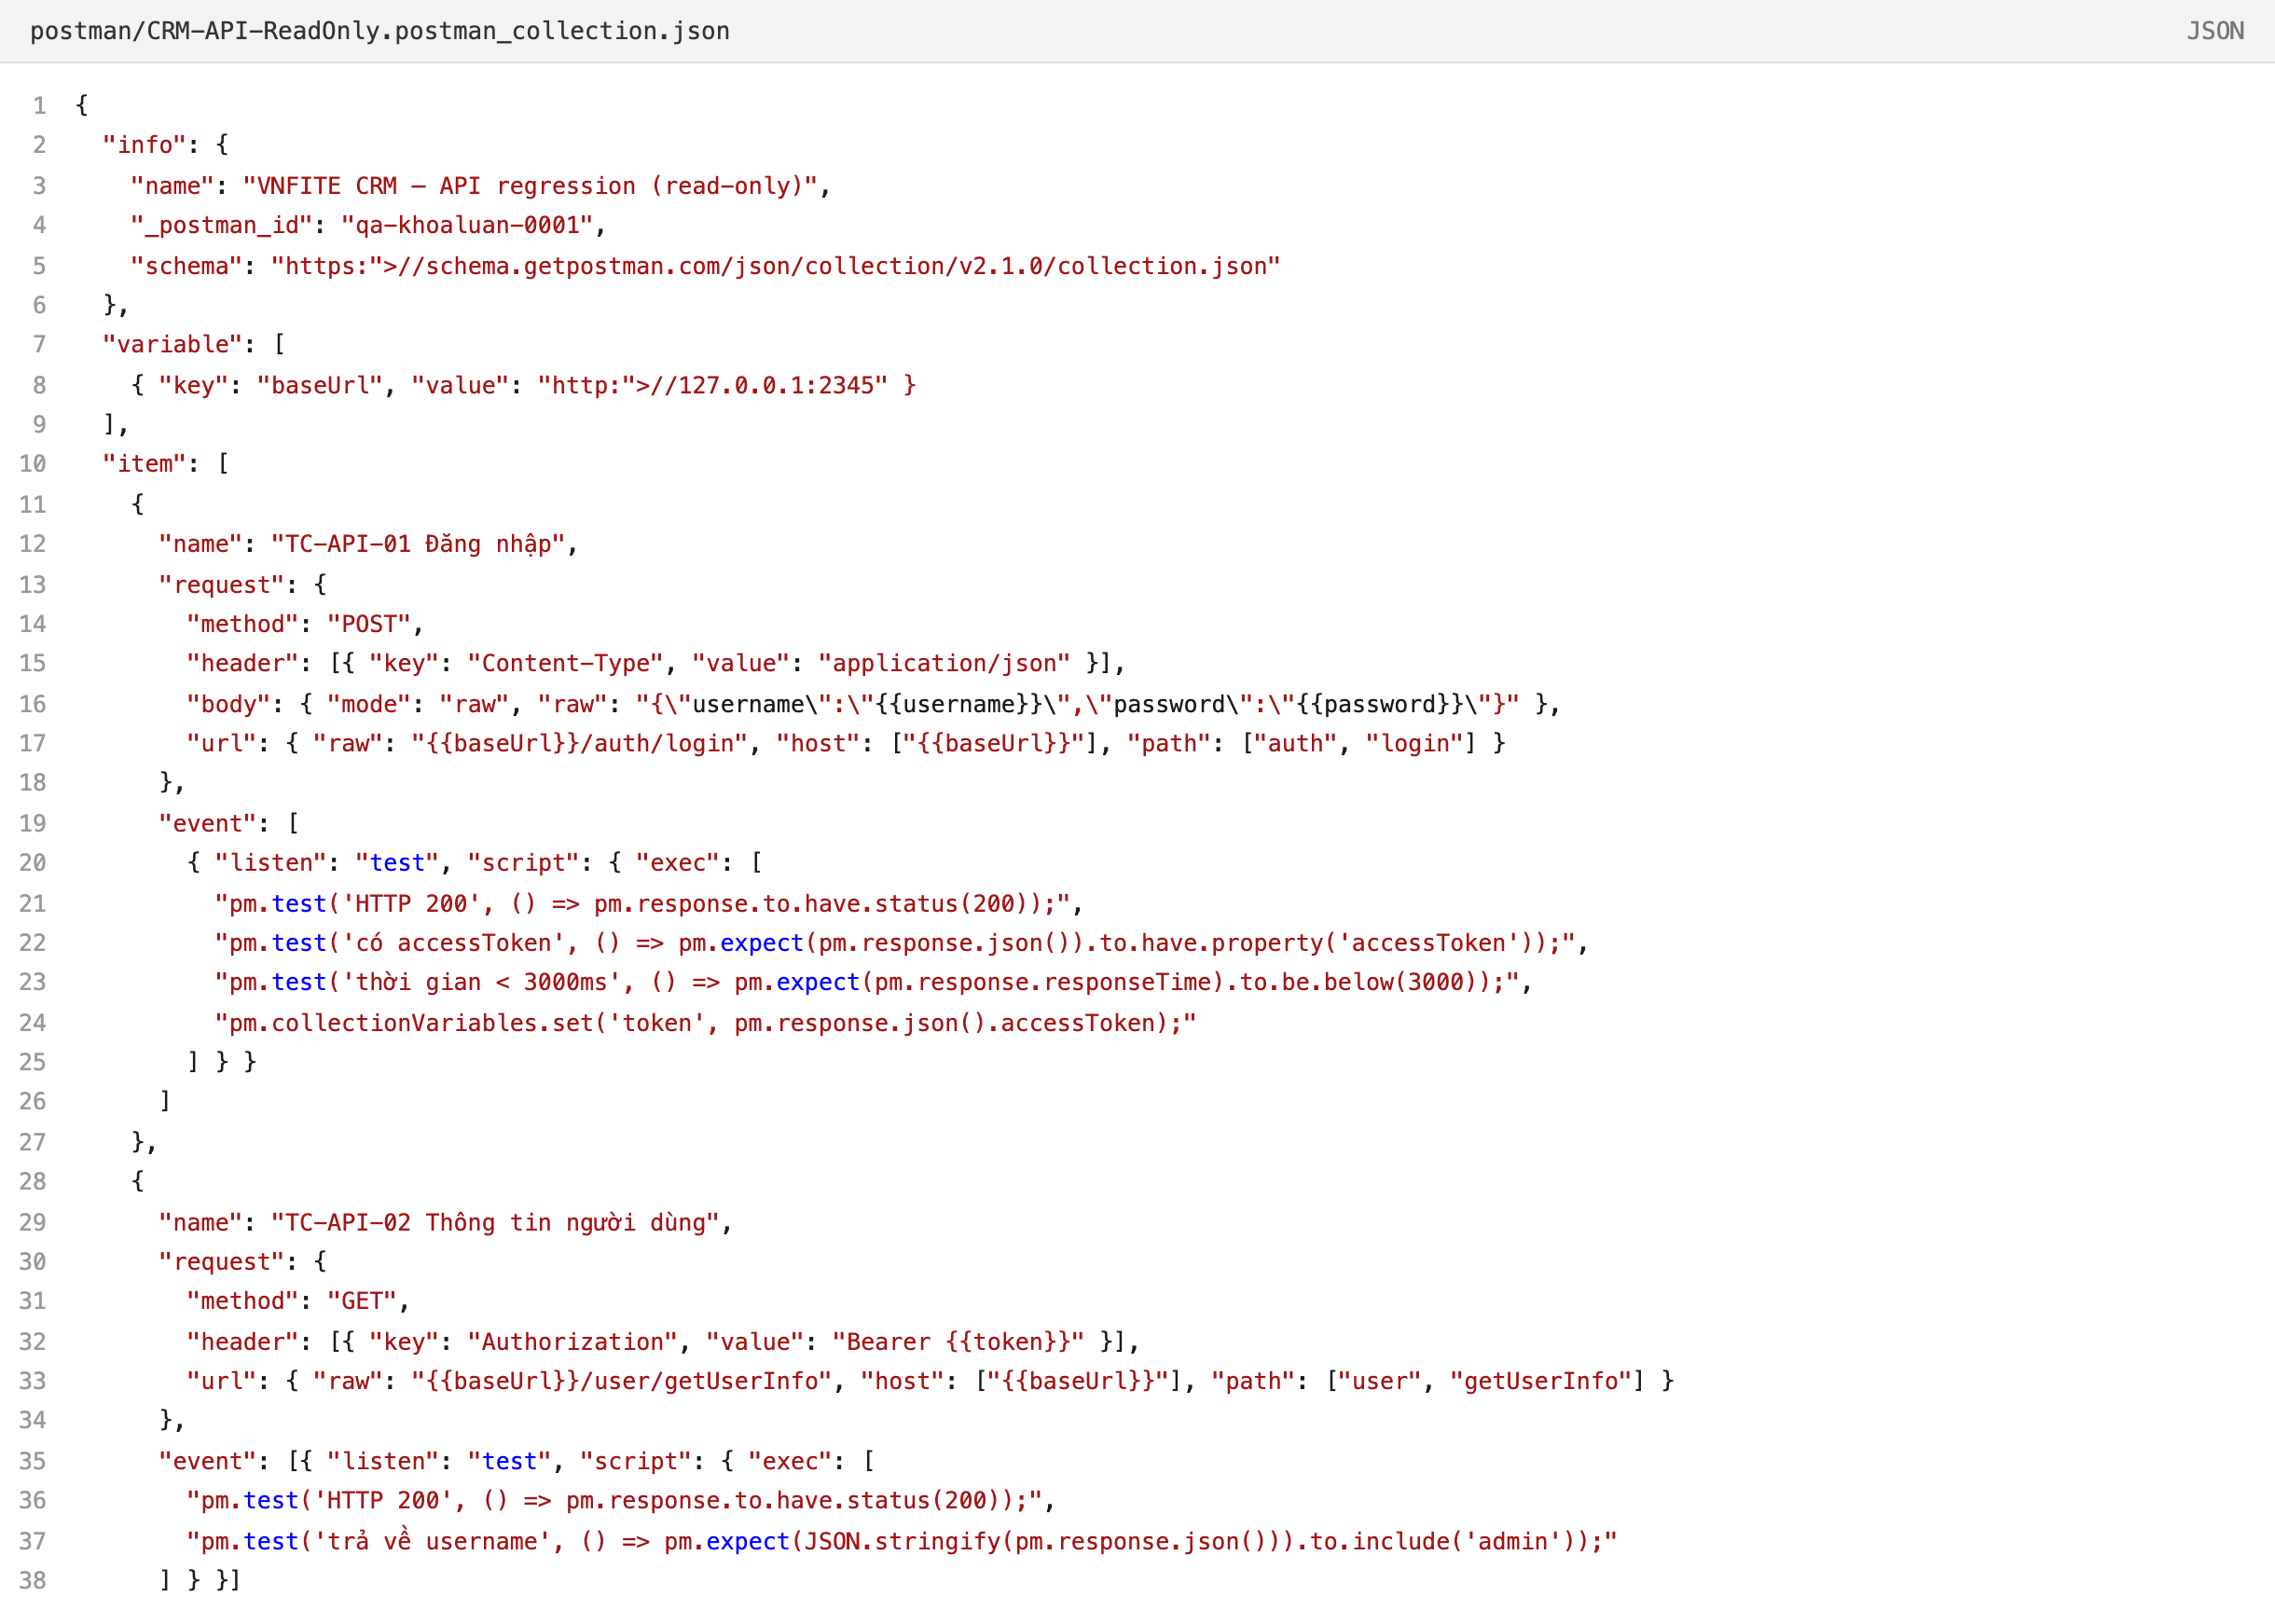 postman/CRM-API-ReadOnly.postman_collection.json JSON
1 {
2   "info": {
3     "name": "VNFITE CRM – API regression (read-only)",
4     "_postman_id": "qa-khoaluan-0001",
5     "schema": "https:">//schema.getpostman.com/json/collection/v2.1.0/collection.json"
6   },
7   "variable": [
8     { "key": "baseUrl", "value": "http:">//127.0.0.1:2345" }
9   ],
10   "item": [
11     {
12       "name": "TC-API-01 Đăng nhập",
13       "request": {
14         "method": "POST",
15         "header": [{ "key": "Content-Type", "value": "application/json" }],
16         "body": { "mode": "raw", "raw": "{\"username\":\"{{username}}\",\"password\":\"{{password}}\"}" },
17         "url": { "raw": "{{baseUrl}}/auth/login", "host": ["{{baseUrl}}"], "path": ["auth", "login"] }
18       },
19       "event": [
20         { "listen": "test", "script": { "exec": [
21           "pm.test('HTTP 200', () => pm.response.to.have.status(200));",
22           "pm.test('có accessToken', () => pm.expect(pm.response.json()).to.have.property('accessToken'));",
23           "pm.test('thời gian < 3000ms', () => pm.expect(pm.response.responseTime).to.be.below(3000));",
24           "pm.collectionVariables.set('token', pm.response.json().accessToken);"
25         ] } }
26       ]
27     },
28     {
29       "name": "TC-API-02 Thông tin người dùng",
30       "request": {
31         "method": "GET",
32         "header": [{ "key": "Authorization", "value": "Bearer {{token}}" }],
33         "url": { "raw": "{{baseUrl}}/user/getUserInfo", "host": ["{{baseUrl}}"], "path": ["user", "getUserInfo"] }
34       },
35       "event": [{ "listen": "test", "script": { "exec": [
36         "pm.test('HTTP 200', () => pm.response.to.have.status(200));",
37         "pm.test('trả về username', () => pm.expect(JSON.stringify(pm.response.json())).to.include('admin'));"
38       ] } }]